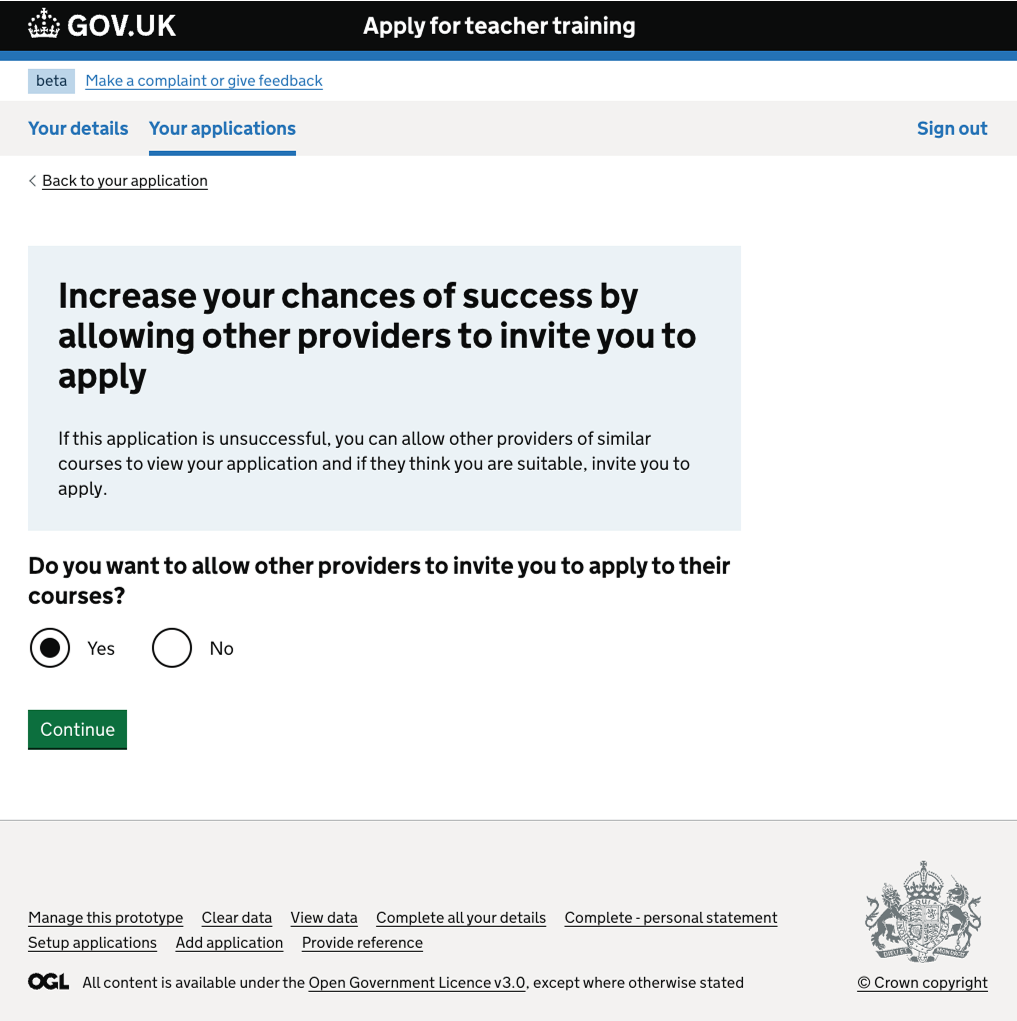 GOV.UK Apply for teacher training
beta Make a complaint or give feedback
Your details Your applications Sign out
Back to your application
Increase your chances of success by
allowing other providers to invite you to
apply
If this application is unsuccessful, you can allow other providers of similar
courses to view your application and if they think you are suitable, invite you to
apply.
Do you want to allow other providers to invite you to apply to their
courses?
Yes No
Continue
Manage this prototype Clear data View data Complete all your details Complete - personal statement
Setup applications Add application Provide reference
OGL All content is available under the Open Government Licence v3.0, except where otherwise stated
© Crown copyright